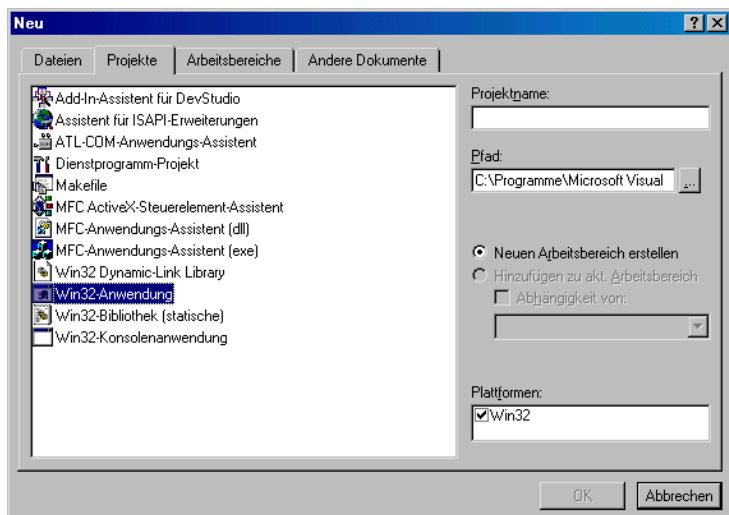 Neu
Dateien
Projekte
Arbeitsbereiche
Andere Dokumente
Add-In-Assistent für DevStudio
Assistent für ISAPI-Erweiterungen
ATL-COM-Anwendungs-Assistent
Dienstprogramm-Projekt
Makefile
MFC ActiveX-Steuerelement-Assistent
MFC-Anwendungs-Assistent (dll)
MFC-Anwendungs-Assistent (exe)
Win32 Dynamic-Link Library
Win32-Anwendung
Win32-Bibliothek (statische)
Win32-Konsolenanwendung
Projektname:
Pfad:
C:\Programme\Microsoft Visual
...
Neuen Arbeitsbereich erstellen
Hinzufügen zu akt. Arbeitsbereich
Abhängigkeit von:
Plattformen:
Win32
OK
Abbrechen